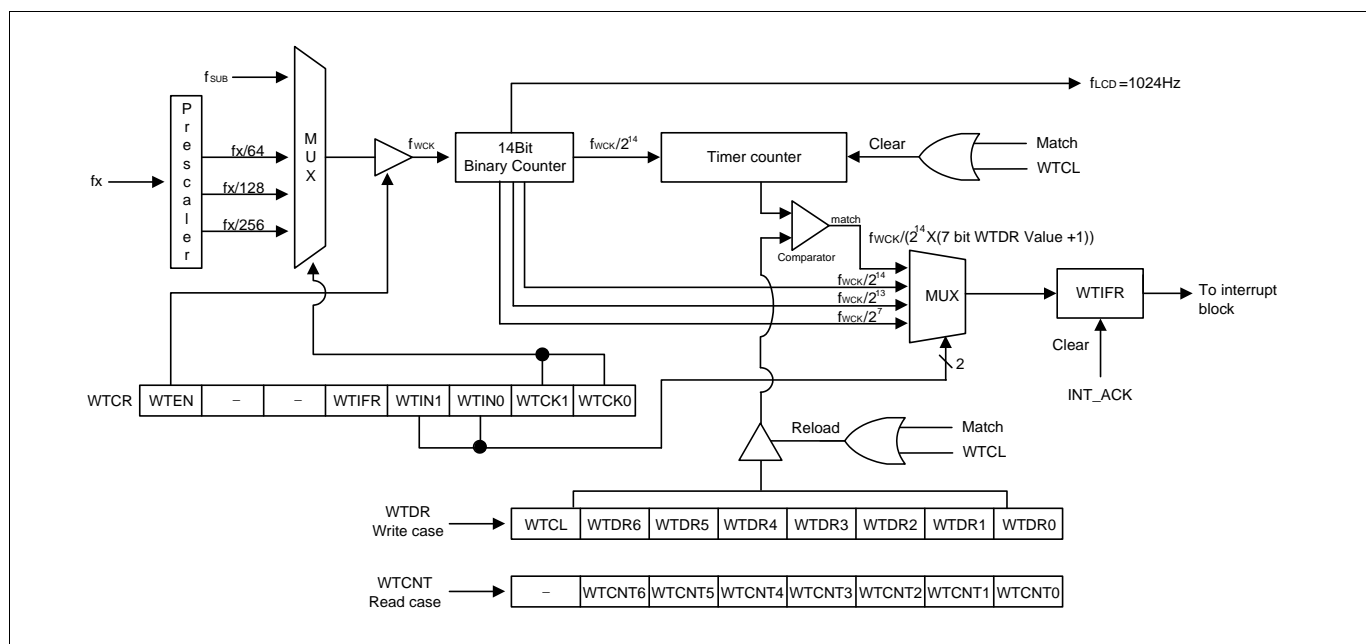 fSUB
fLCD=1024Hz
Prescaler
MUX
fx
fx/64
fx/128
fx/256
fWCK
14Bit
Binary Counter
fWCK/2^14
Timer counter
Clear
Match
WTCL
match
Comparator
fWCK/(2^14X(7 bit WTDR Value +1))
fWCK/2^14
fWCK/2^13
fWCK/2^7
MUX
2
WTIFR
To interrupt
block
Clear
INT_ACK
WTCR WTEN – – WTIFR WTIN1 WTIN0 WTCK1 WTCK0
Reload
Match
WTCL
WTDR
Write case
WTCL WTDR6 WTDR5 WTDR4 WTDR3 WTDR2 WTDR1 WTDR0
WTCNT
Read case
– WTCNT6 WTCNT5 WTCNT4 WTCNT3 WTCNT2 WTCNT1 WTCNT0